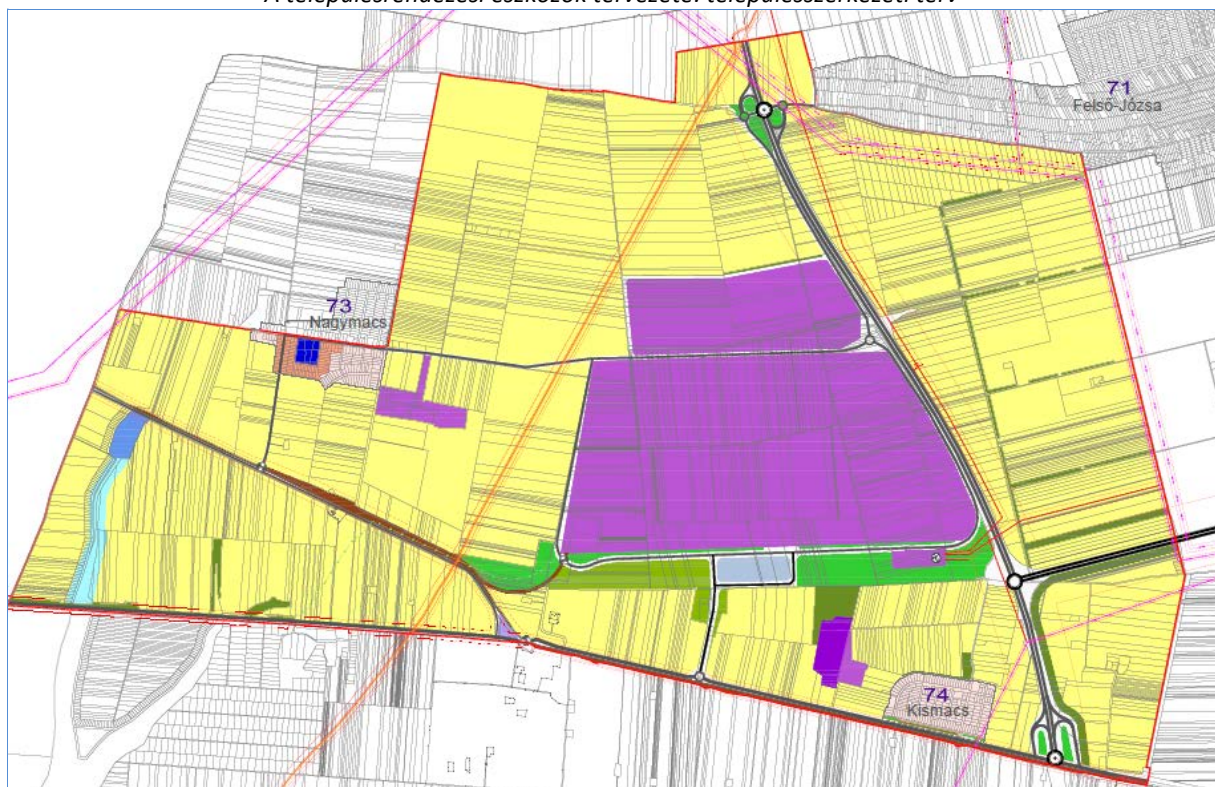 A településrendezési eszközök tervezete: településszerkezeti terv
71
Felső-Józsa
73
Nagymacs
74
Kismacs